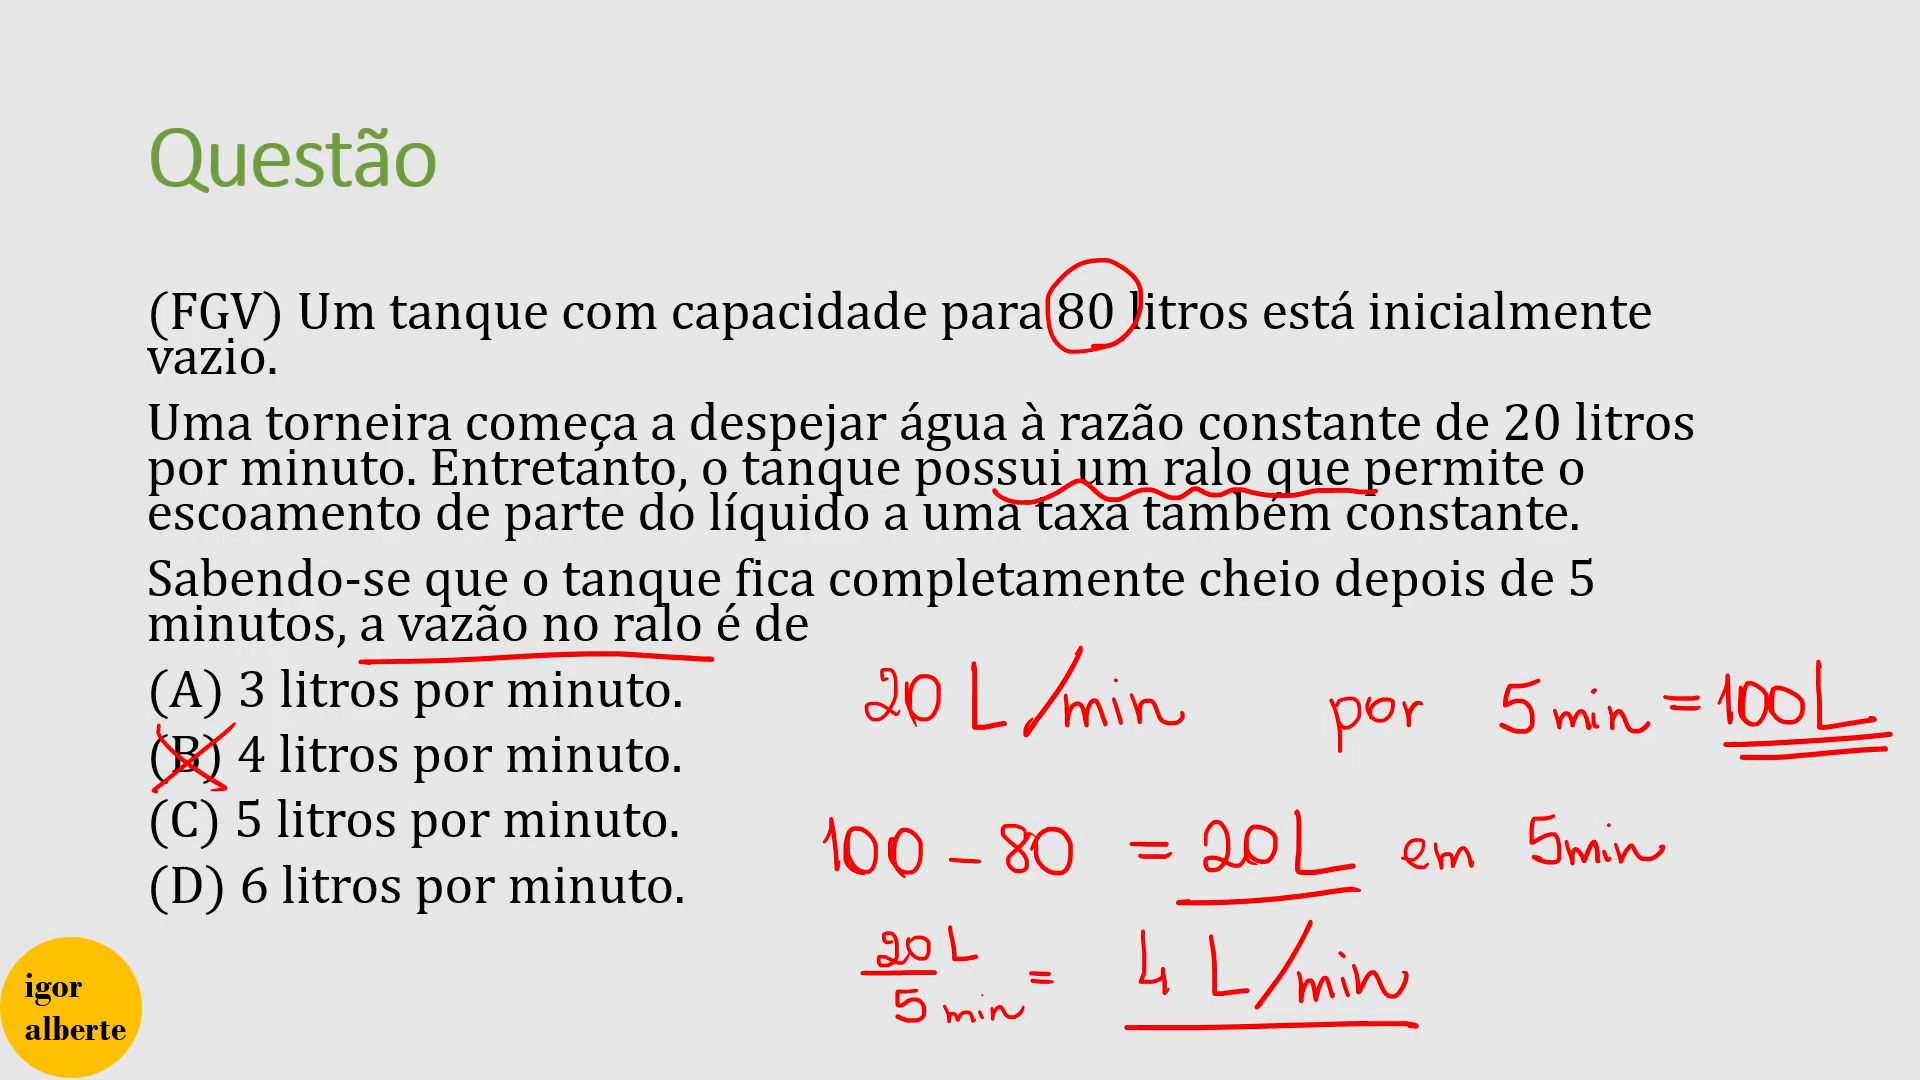 Questão
(FGV) Um tanque com capacidade para 80 litros está inicialmente
vazio.
Uma torneira começa a despejar água à razão constante de 20 litros
por minuto. Entretanto, o tanque possui um ralo que permite o
escoamento de parte do líquido a uma taxa também constante.
Sabendo-se que o tanque fica completamente cheio depois de 5
minutos, a vazão no ralo é de
(A) 3 litros por minuto.
(B) 4 litros por minuto.
(C) 5 litros por minuto.
(D) 6 litros por minuto.
20 L/min por 5 min = 100L
100 - 80 = 20L em 5min
20 L
5 min
= 4 L/min
igor
alberte